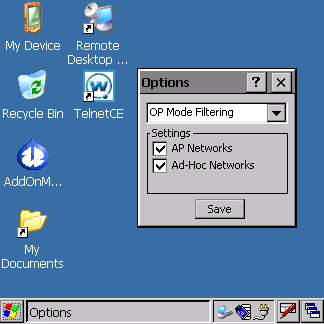 My Device
Remote
Desktop ...
Recycle Bin
TelnetCE
AddOnM...
My
Documents
Options
?
OP Mode Filtering
Settings
AP Networks
Ad-Hoc Networks
Save
Options